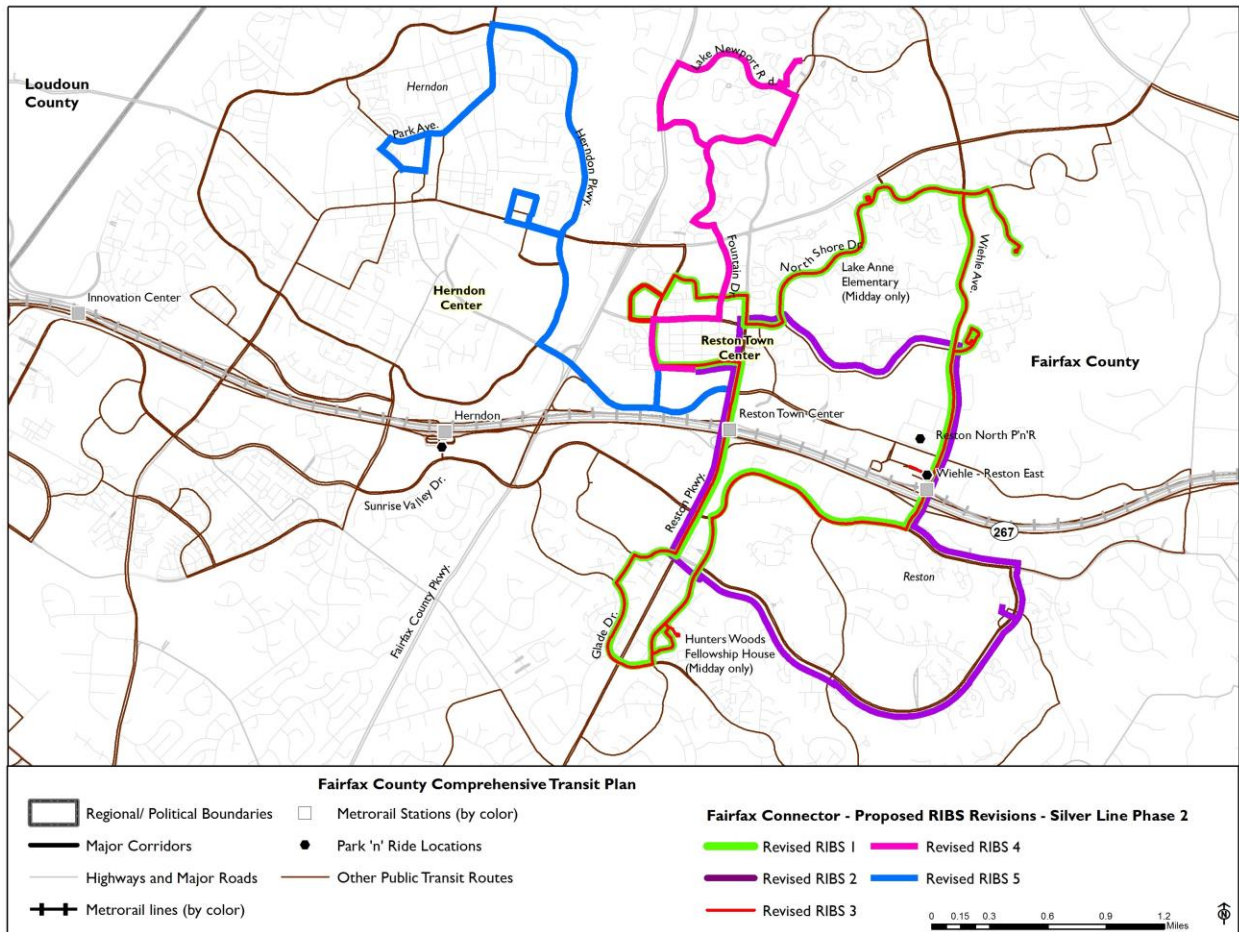 Loudoun
County
Herndon
Park Ave.
Herndon Pkwy.
Lake Newport Rd.
Fountain Dr.
North Shore Dr.
Wiehle Ave.
Lake Anne
Elementary
(Midday only)
Innovation Center
Herndon
Center
Reston Town
Center
Fairfax County
Herndon
Reston Town Center
Reston North P'n'R
Wiehle - Reston East
Sunrise Valley Dr.
Reston Pkwy.
267
Reston
Fairfax County Pkwy.
Glade Dr.
Hunters Woods
Fellowship House
(Midday only)
Fairfax County Comprehensive Transit Plan
Regional/ Political Boundaries
Metrorail Stations (by color)
Major Corridors
Park 'n' Ride Locations
Highways and Major Roads
Other Public Transit Routes
Metrorail lines (by color)
Fairfax Connector - Proposed RIBS Revisions - Silver Line Phase 2
Revised RIBS 1
Revised RIBS 4
Revised RIBS 2
Revised RIBS 5
Revised RIBS 3
0 0.15 0.3 0.6 0.9 1.2
Miles
N